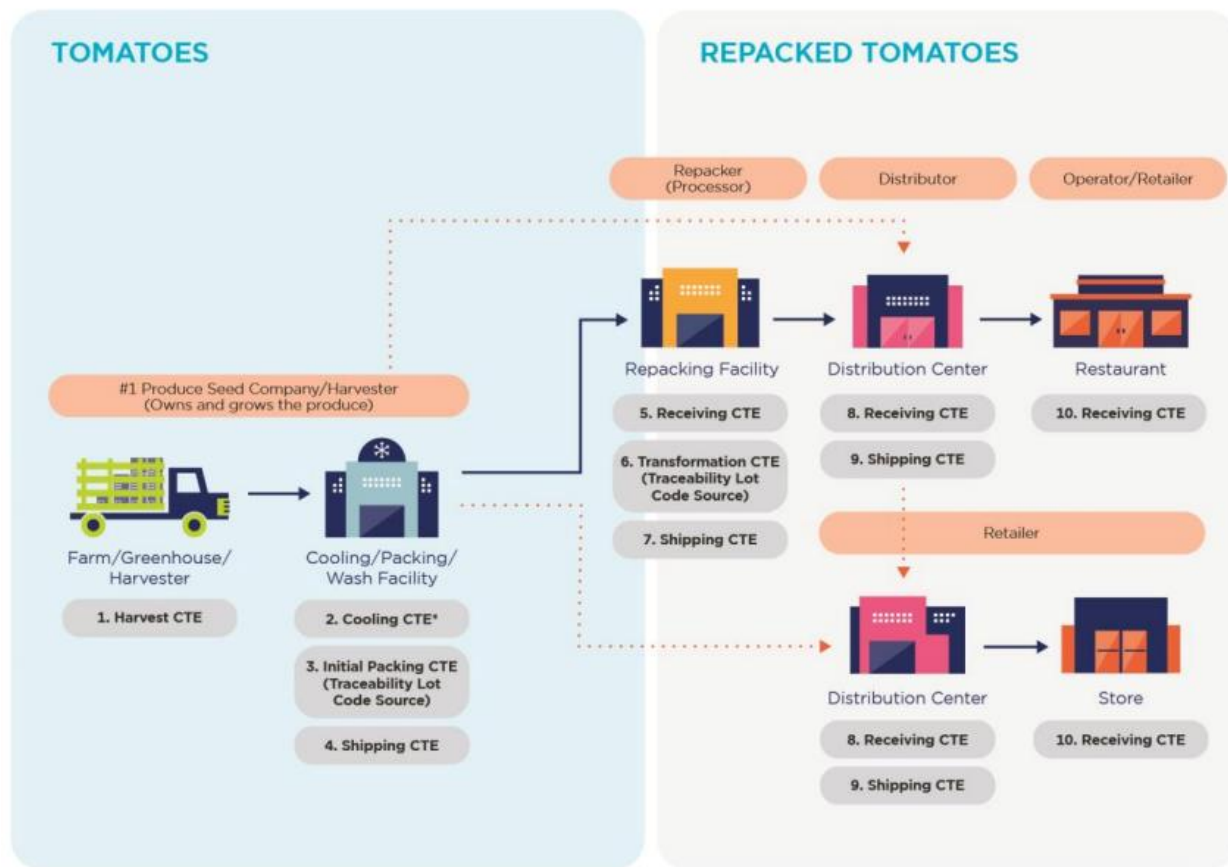 TOMATOES
REPACKED TOMATOES
Repacker
(Processor)
Distributor
Operator/Retailer
#1 Produce Seed Company/Harvester
(Owns and grows the produce)
Repacking Facility
Distribution Center
Restaurant
5. Receiving CTE
8. Receiving CTE
10. Receiving CTE
6. Transformation CTE
(Traceability Lot
Code Source)
9. Shipping CTE
7. Shipping CTE
Farm/Greenhouse/
Harvester
Cooling/Packing/
Wash Facility
1. Harvest CTE
2. Cooling CTE*
3. Initial Packing CTE
(Traceability Lot
Code Source)
4. Shipping CTE
Retailer
Distribution Center
Store
8. Receiving CTE
10. Receiving CTE
9. Shipping CTE